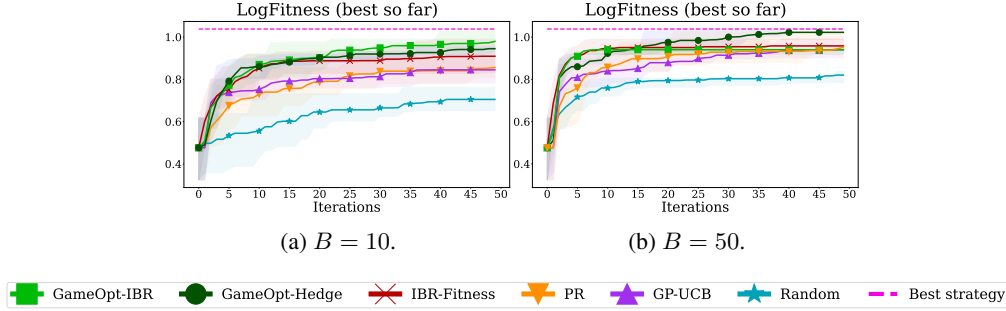 LogFitness (best so far)
1.0
0.8
0.6
0.4
0 5 10 15 20 25 30 35 40 45 50
Iterations
(a) B = 10.
LogFitness (best so far)
1.0
0.8
0.6
0.4
0 5 10 15 20 25 30 35 40 45 50
Iterations
(b) B = 50.
GameOpt-IBR GameOpt-Hedge IBR-Fitness PR GP-UCB Random Best strategy